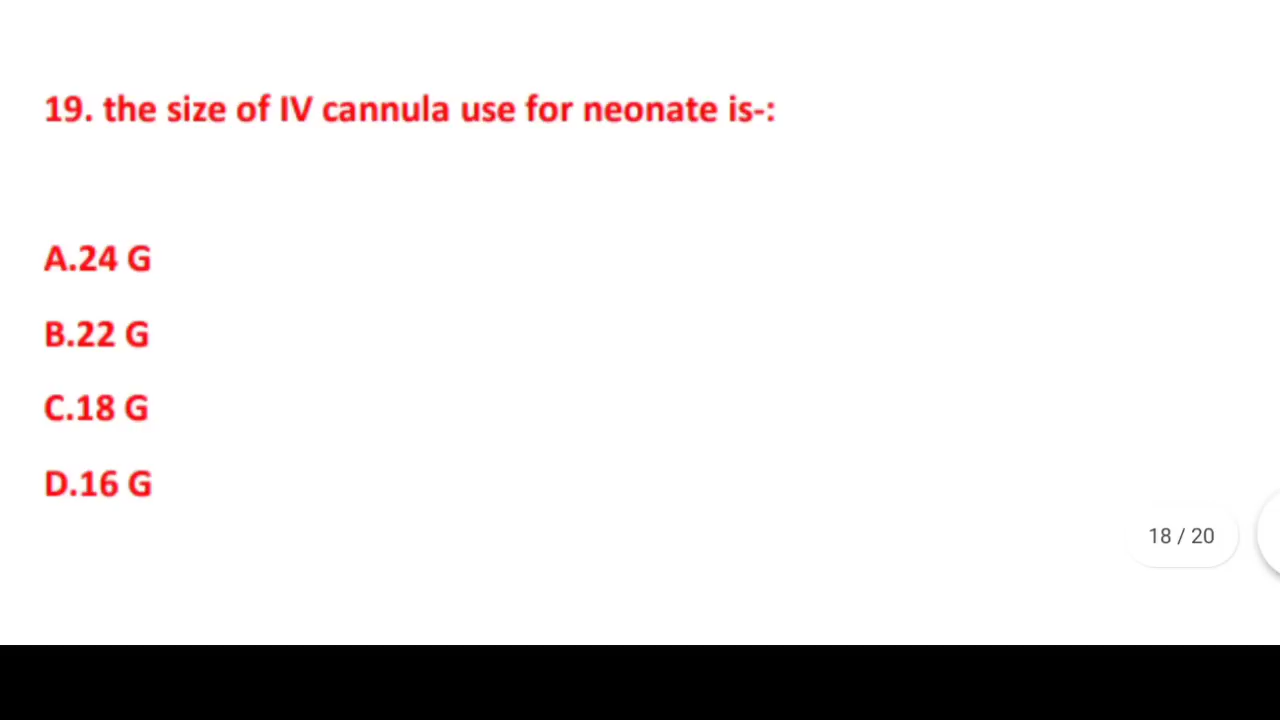 19. the size of IV cannula use for neonate is-:
A.24 G
B.22 G
C.18 G
D.16 G
18 / 20